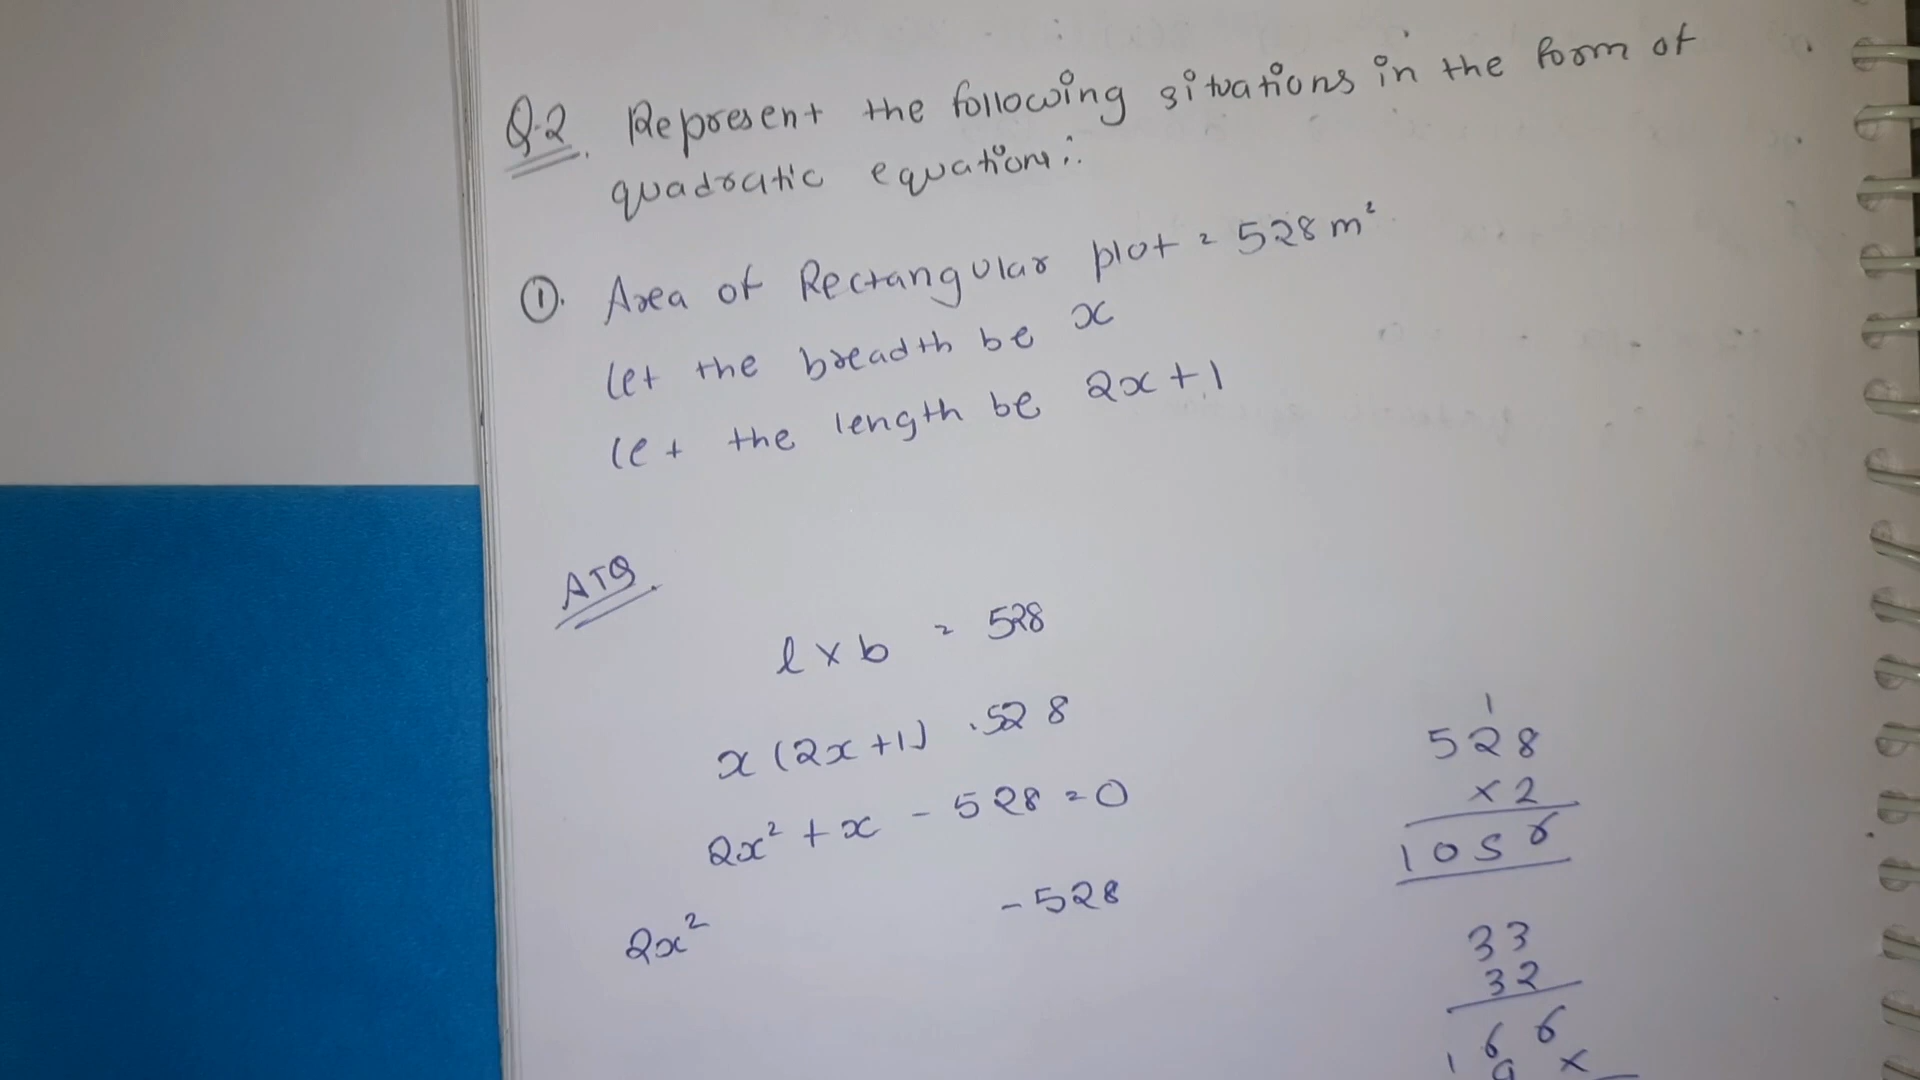 Q.2. Represent the following situations in the form of
quadratic equations:
①. Area of Rectangular plot = 528 m²
let the breadth be x
let the length be 2x + 1
ATQ.
l × b = 528
x (2x + 1) . 528
2x² + x - 528 = 0
2x² - 528
1
528
× 2
1056
33
32
66